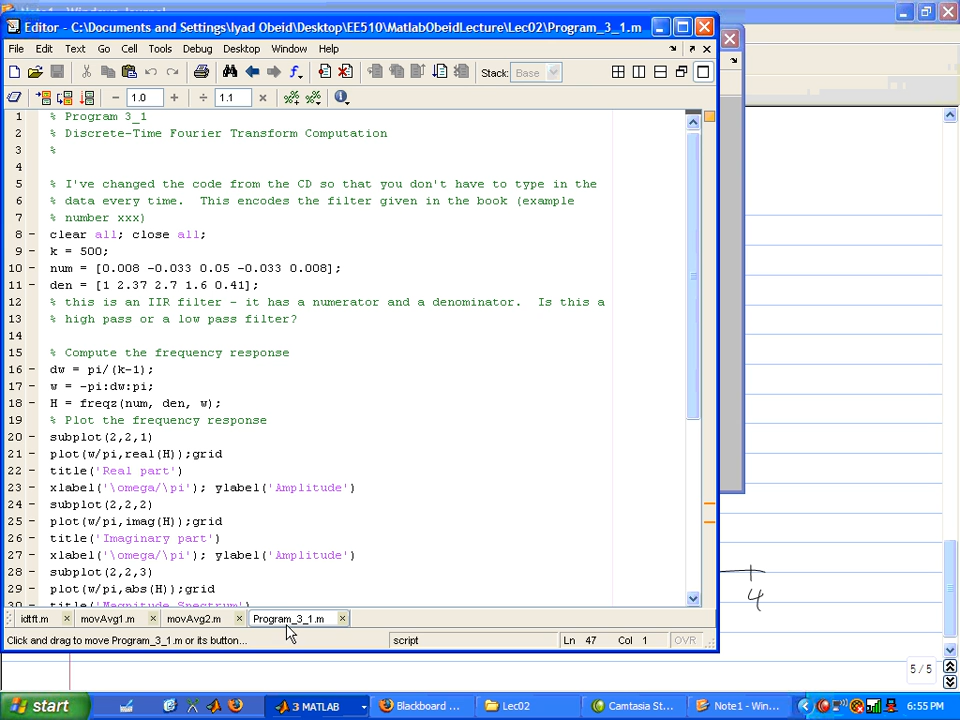 Editor - C:\Documents and Settings\Iyad Obeid\Desktop\EE510\MatlabObeidLecture\Lec02\Program_3_1.m
File Edit Text Go Cell Tools Debug Desktop Window Help
Stack: Base
1.0 1.1
1 % Program 3_1
2 % Discrete-Time Fourier Transform Computation
3 %
4
5 % I've changed the code from the CD so that you don't have to type in the
6 % data every time.  This encodes the filter given in the book (example
7 % number xxx)
8 - clear all; close all;
9 - k = 500;
10 - num = [0.008 -0.033 0.05 -0.033 0.008];
11 - den = [1 2.37 2.7 1.6 0.41];
12 % this is an IIR filter - it has a numerator and a denominator.  Is this a
13 % high pass or a low pass filter?
14
15 % Compute the frequency response
16 - dw = pi/(k-1);
17 - w = -pi:dw:pi;
18 - H = freqz(num, den, w);
19 % Plot the frequency response
20 - subplot(2,2,1)
21 - plot(w/pi,real(H));grid
22 - title('Real part')
23 - xlabel('\omega/\pi'); ylabel('Amplitude')
24 - subplot(2,2,2)
25 - plot(w/pi,imag(H));grid
26 - title('Imaginary part')
27 - xlabel('\omega/\pi'); ylabel('Amplitude')
28 - subplot(2,2,3)
29 - plot(w/pi,abs(H));grid
30 - title('Magnitude Spectrum')
4
idtft.m movAvg1.m movAvg2.m Program_3_1.m
Click and drag to move Program_3_1.m or its button... script Ln 47 Col 1 OVR
5 / 5
start 3 MATLAB Blackboard ... Lec02 Camtasia St... Note1 - Window... 6:55 PM